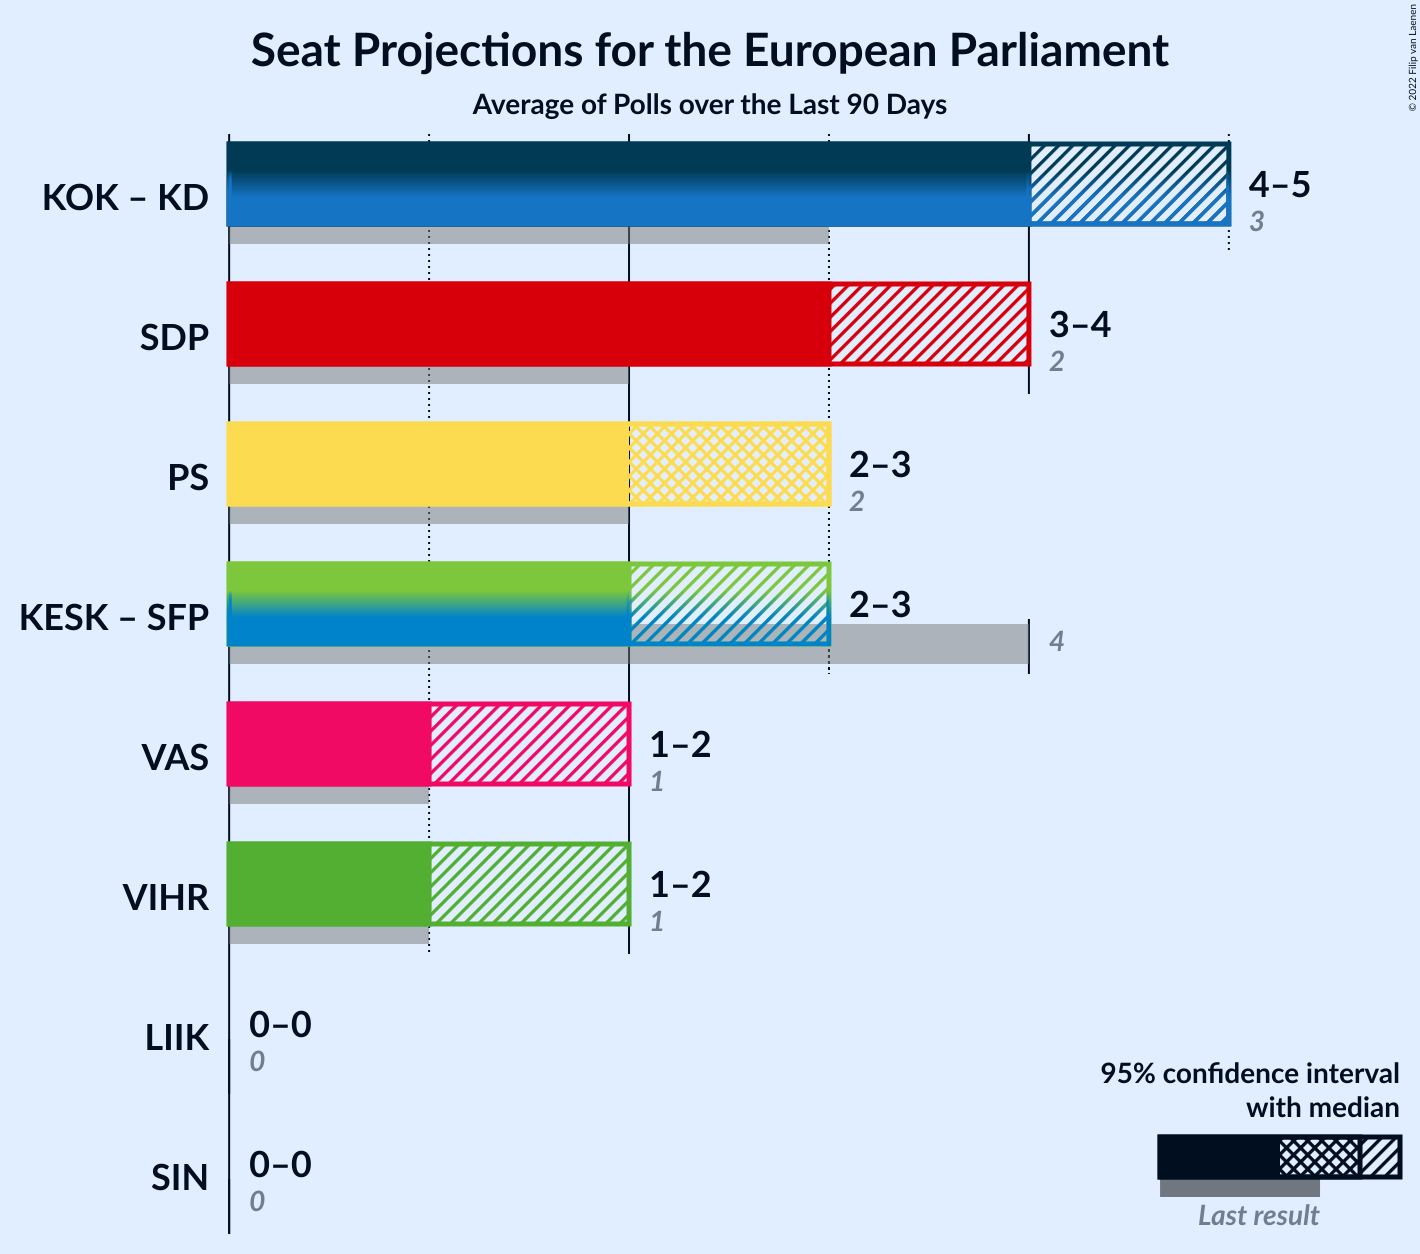 Seat Projections for the European Parliament
Average of Polls over the Last 90 Days
© 2022 Filip van Laenen
KOK – KD
4–5
3
SDP
3–4
2
PS
2–3
2
KESK – SFP
2–3
4
VAS
1–2
1
VIHR
1–2
1
LIIK
0–0
0
SIN
0–0
0
95% confidence interval
with median
Last result